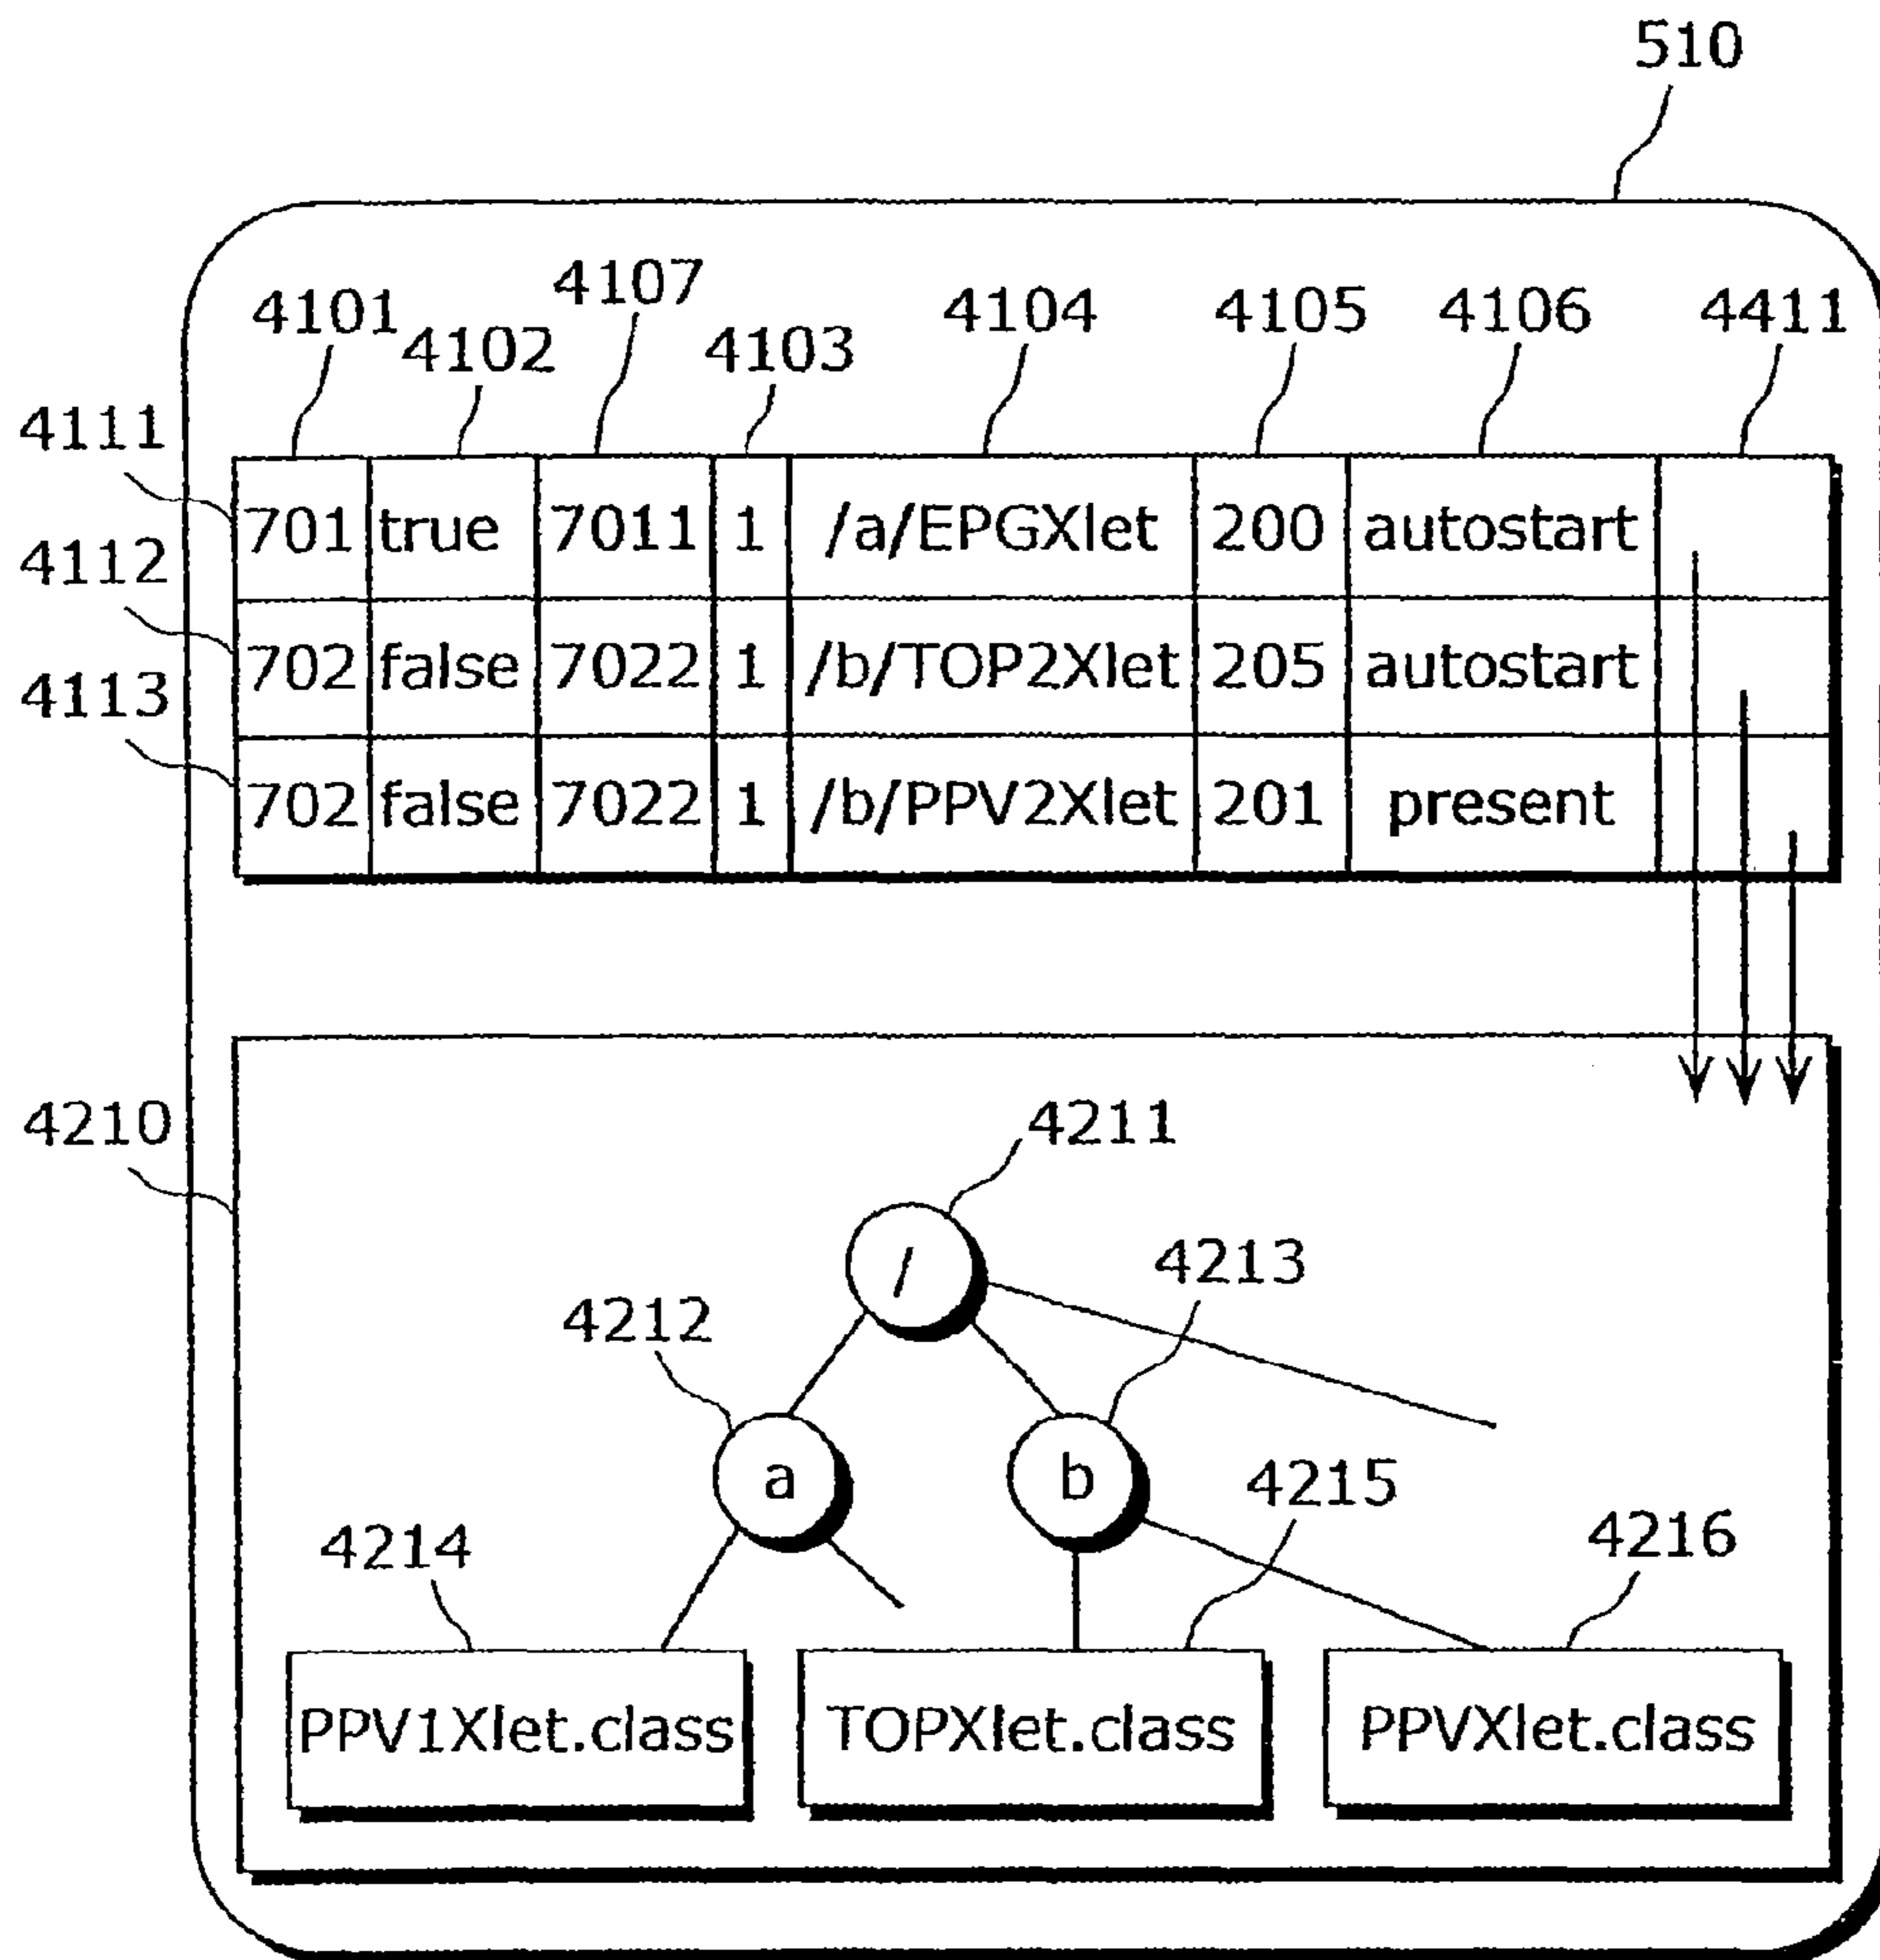 510
4101 4102 4107 4103 4104 4105 4106 4411
4111 701 true 7011 1 /a/EPGXlet 200 autostart
4112 702 false 7022 1 /b/TOP2Xlet 205 autostart
4113 702 false 7022 1 /b/PPV2Xlet 201 present
4210
4211
/
4213
4212
a
b
4215
4214
4216
PPV1Xlet.class TOPXlet.class PPVXlet.class